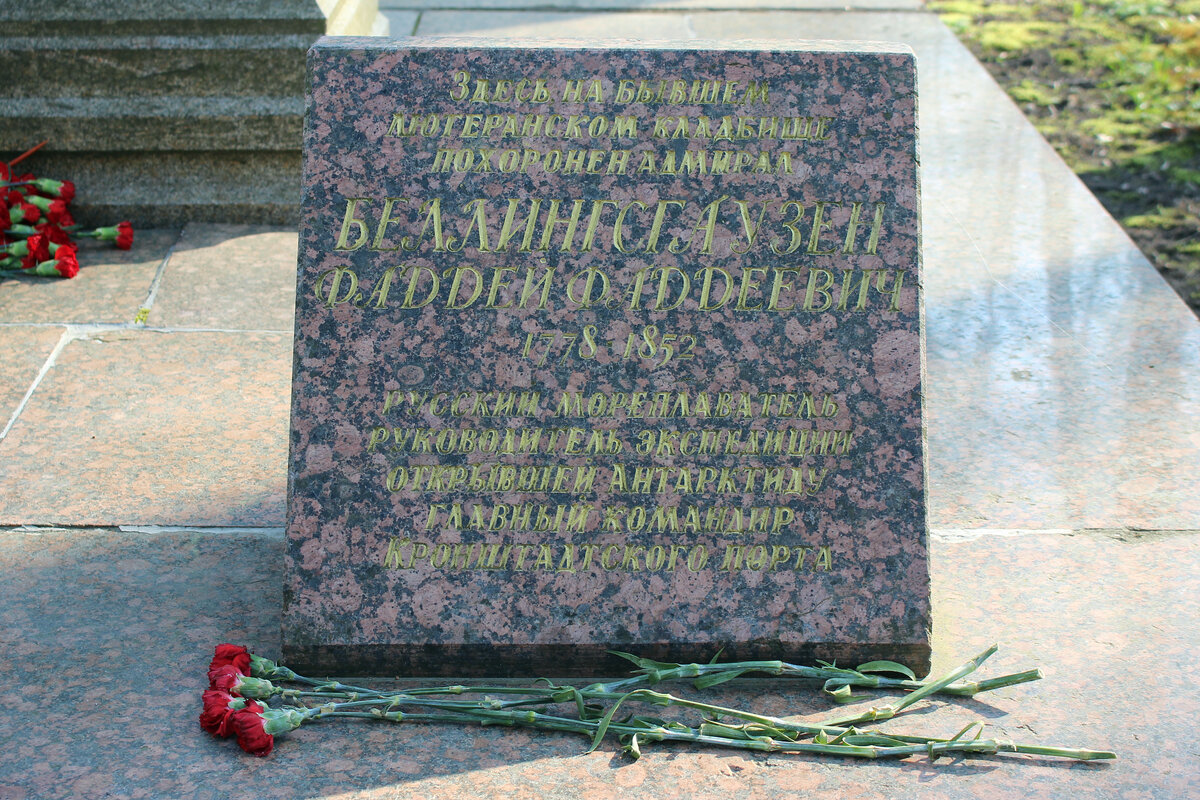 Здесь на бывшем
лютеранском кладбище
похоронен адмирал
Беллингсгаузен
Фаддей Фаддеевич
1778-1852
русский мореплаватель
руководитель экспедиции
открывшей Антарктиду
главный командир
Кронштадтского порта